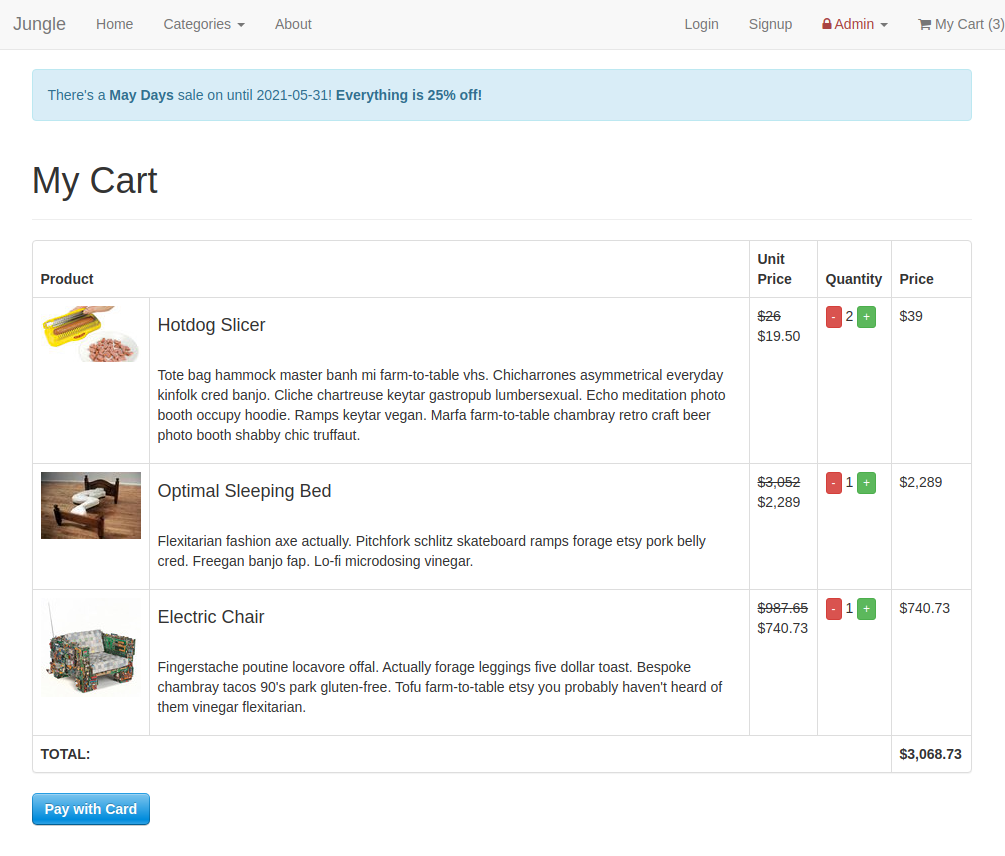 Jungle Home Categories About Login Signup Admin My Cart (3)
There's a May Days sale on until 2021-05-31! Everything is 25% off!
My Cart
Product Unit Price Quantity Price
Hotdog Slicer $26 - 2 + $39
$19.50
Tote bag hammock master banh mi farm-to-table vhs. Chicharrones asymmetrical everyday
kinfolk cred banjo. Cliche chartreuse keytar gastropub lumbersexual. Echo meditation photo
booth occupy hoodie. Ramps keytar vegan. Marfa farm-to-table chambray retro craft beer
photo booth shabby chic truffaut.
Optimal Sleeping Bed $3,052 - 1 + $2,289
$2,289
Flexitarian fashion axe actually. Pitchfork schlitz skateboard ramps forage etsy pork belly
cred. Freegan banjo fap. Lo-fi microdosing vinegar.
Electric Chair $987.65 - 1 + $740.73
$740.73
Fingerstache poutine locavore offal. Actually forage leggings five dollar toast. Bespoke
chambray tacos 90's park gluten-free. Tofu farm-to-table etsy you probably haven't heard of
them vinegar flexitarian.
TOTAL: $3,068.73
Pay with Card